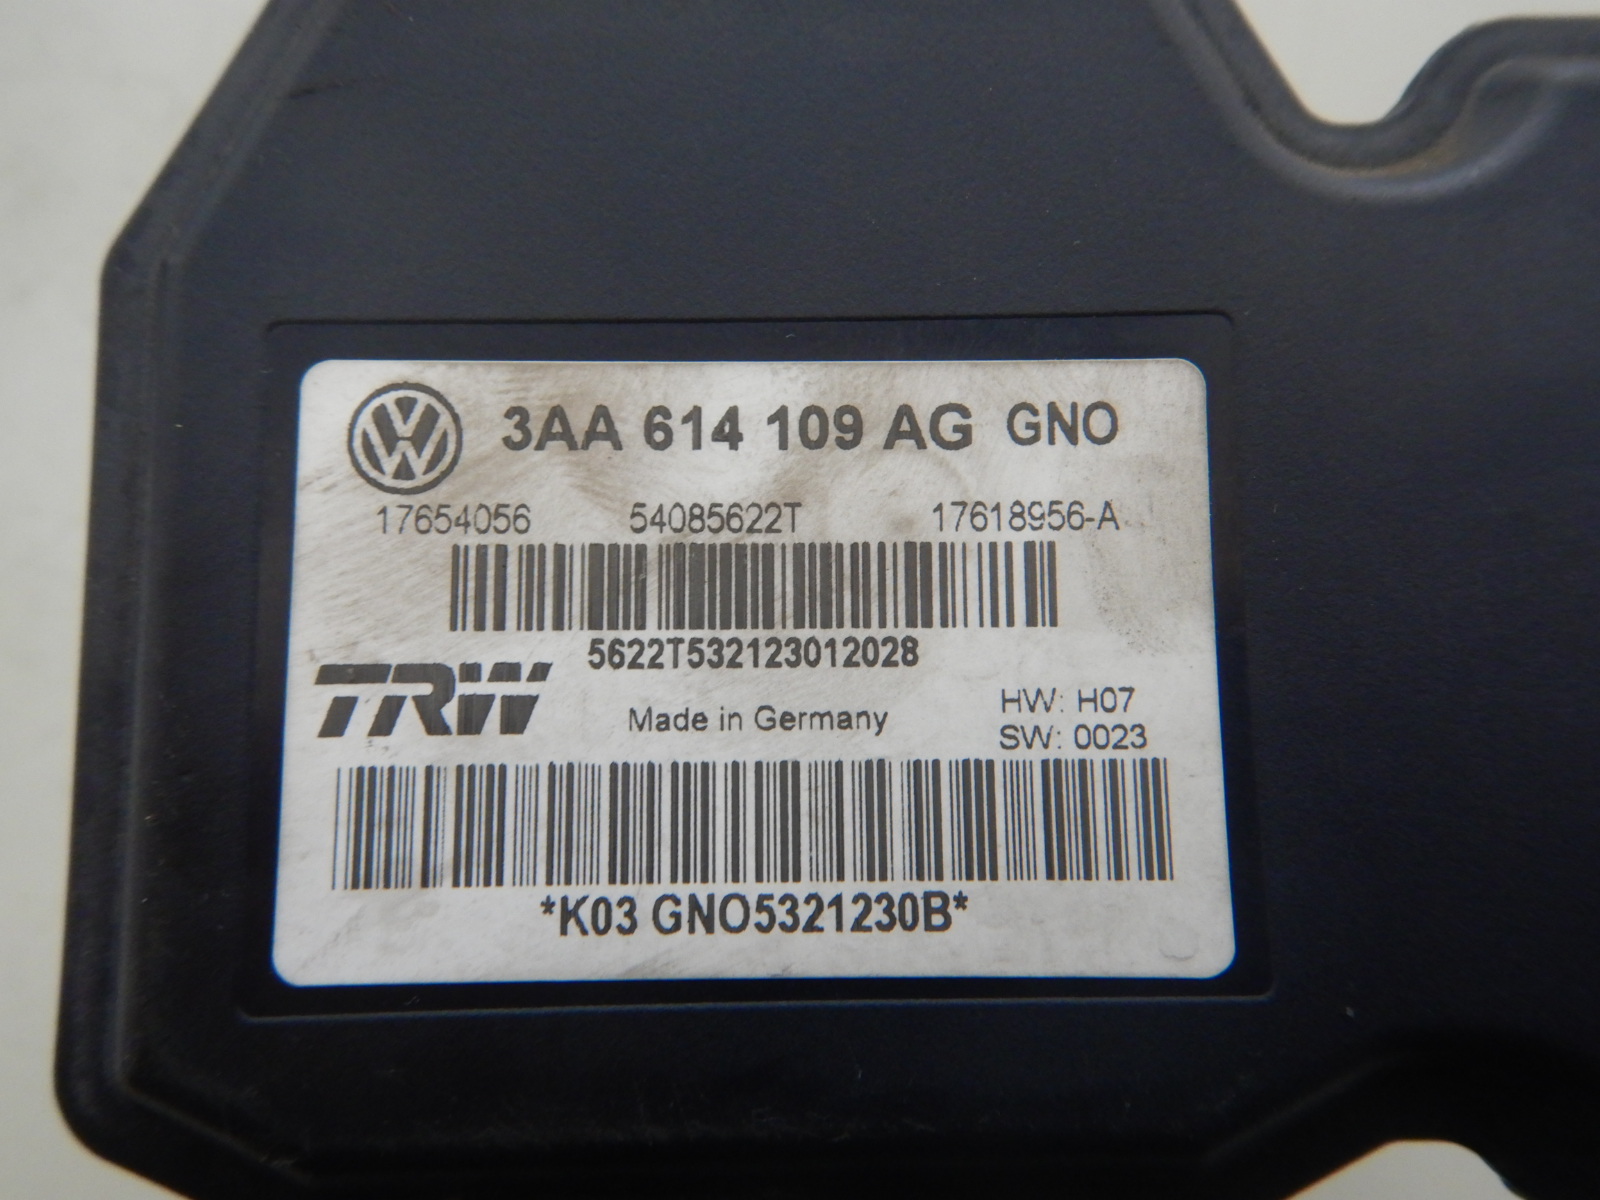 3AA 614 109 AG GNO
17654056 54085622T 17618956-A
5622T532123012028
TRW
Made in Germany
HW: H07
SW: 0023
*K03 GNO5321230B*